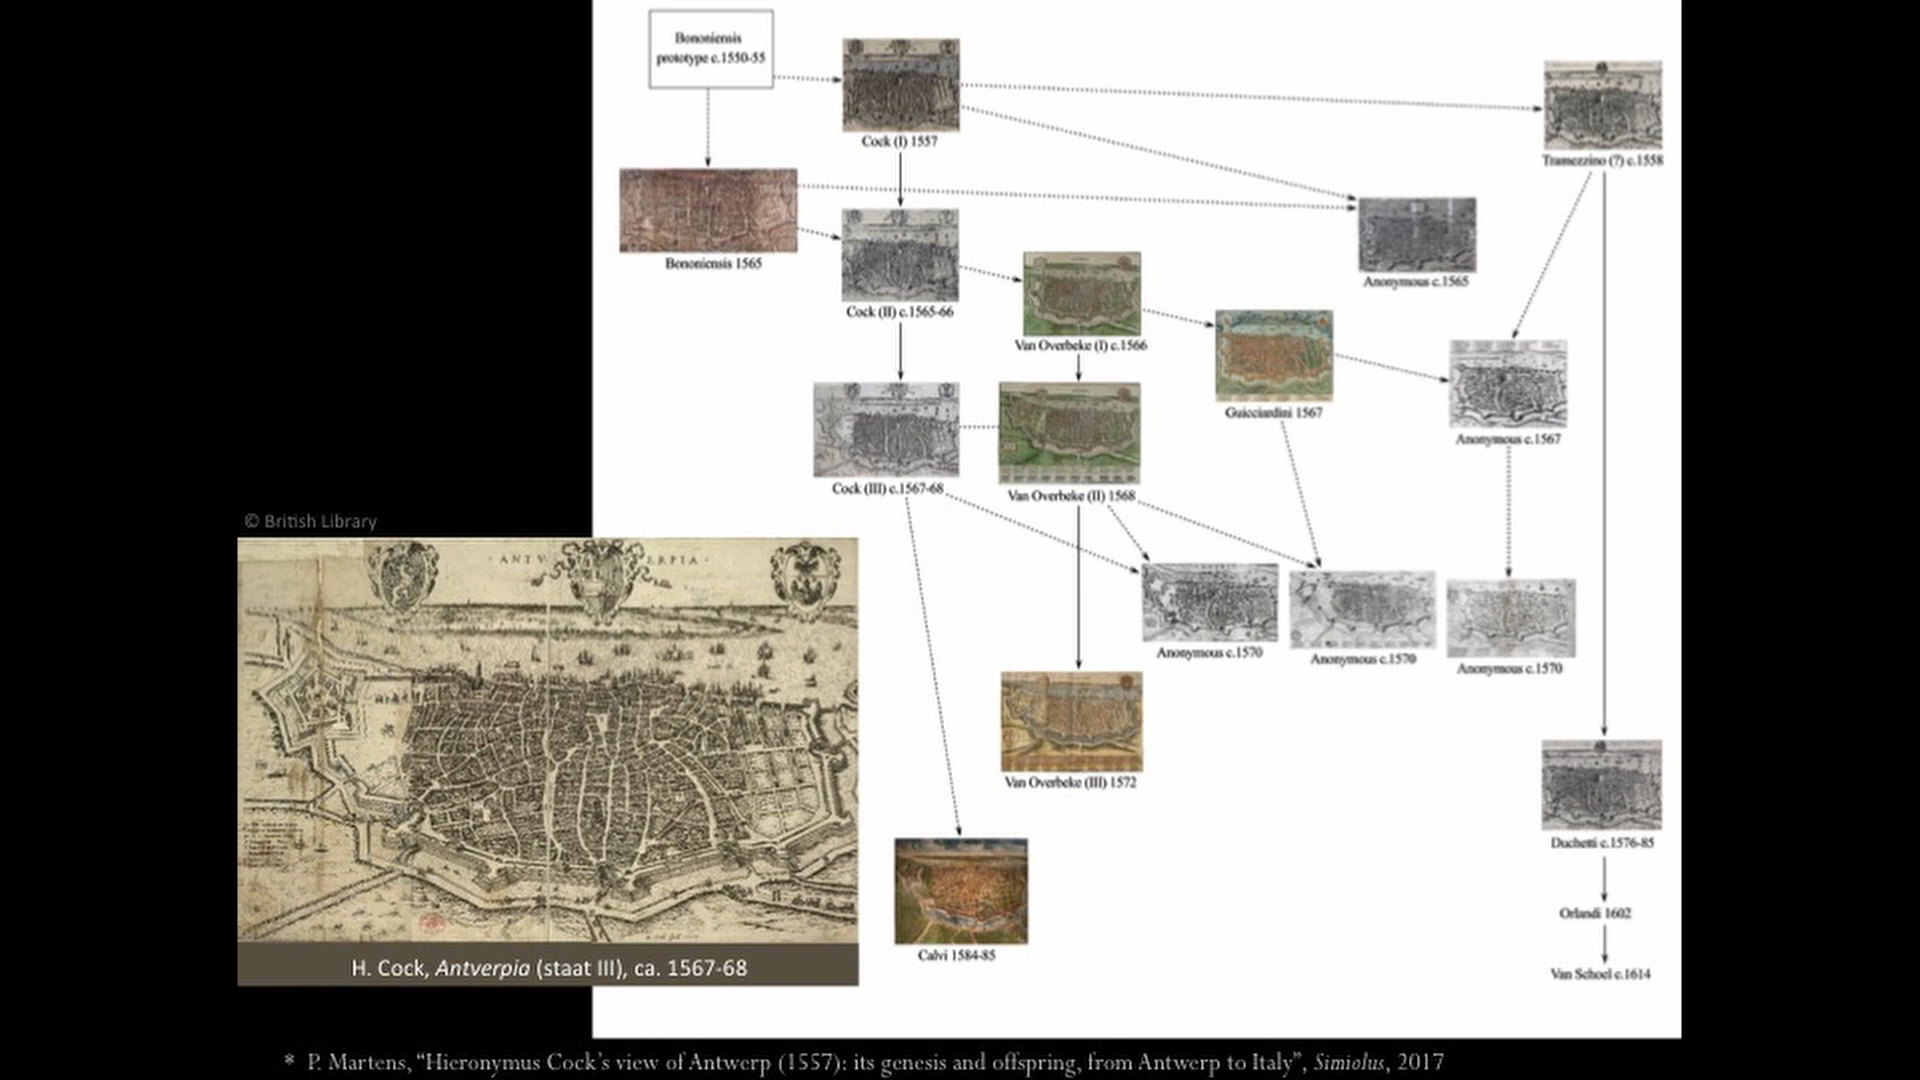 Bononiensis
prototype c.1550-55
Cock (I) 1557
Tramezzino (?) c.1558
Bononiensis 1565
Anonymous c.1565
Cock (II) c.1565-66
Van Overbeke (I) c.1566
Guicciardini 1567
Anonymous c.1567
Cock (III) c.1567-68
Van Overbeke (II) 1568
© British Library
· ANTV ERPIA ·
Anonymous c.1570
Anonymous c.1570
Anonymous c.1570
Van Overbeke (III) 1572
Duchetti c.1576-85
Orlandi 1602
Calvi 1584-85
Van Schoel c.1614
H. Cock, Antverpia (staat III), ca. 1567-68
* P. Martens, “Hieronymus Cock’s view of Antwerp (1557): its genesis and offspring, from Antwerp to Italy”, Simiolus, 2017